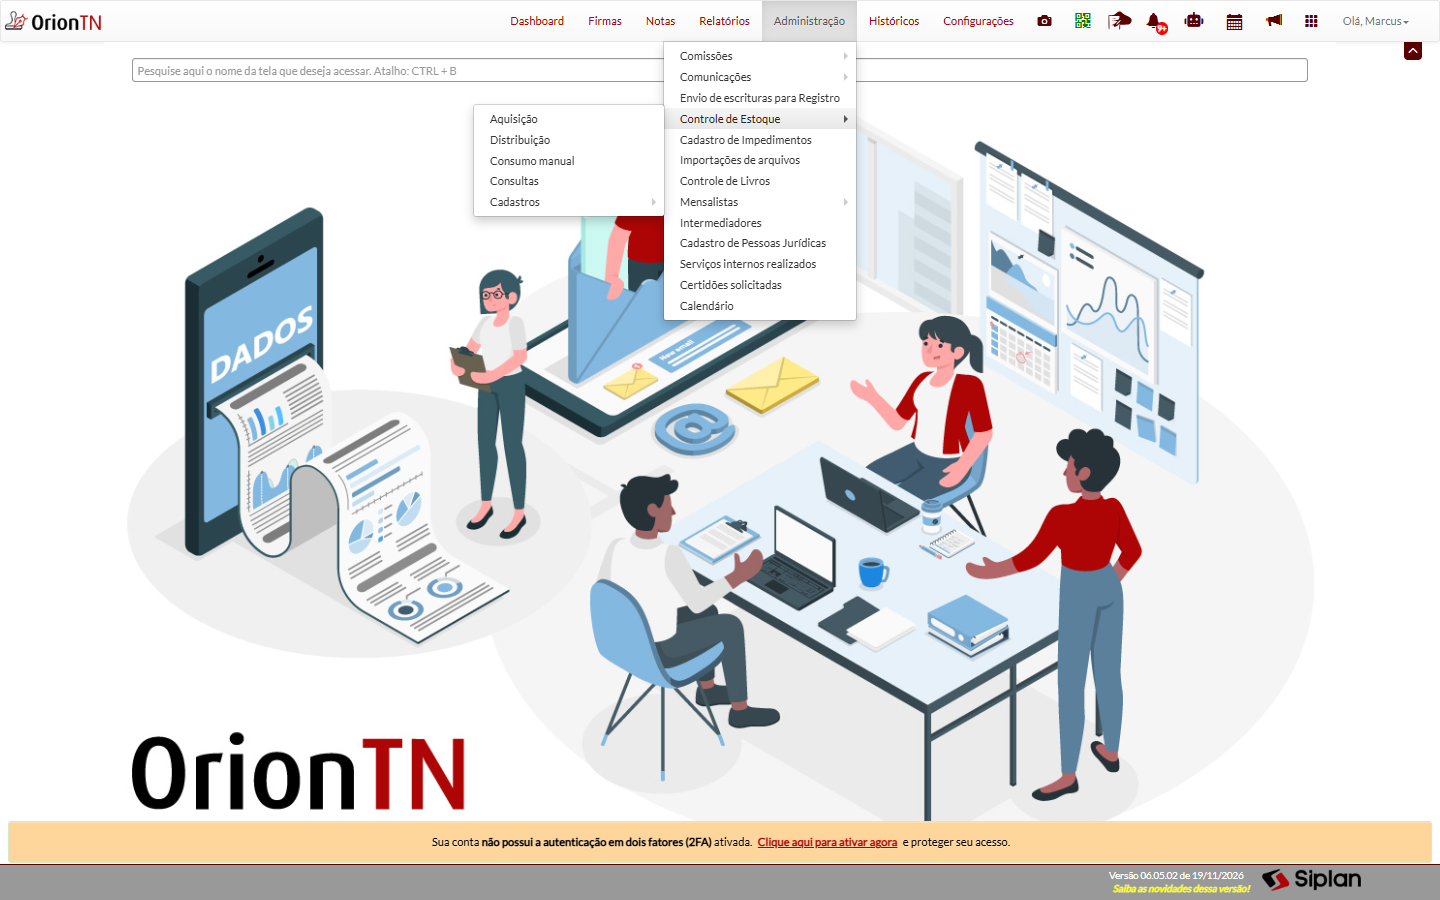 OrionTN
Dashboard
Firmas
Notas
Relatórios
Administração
Históricos
Configurações
9+
Olá, Marcus
Pesquise aqui o nome da tela que deseja acessar. Atalho: CTRL + B
Comissões
Comunicações
Envio de escrituras para Registro
Controle de Estoque
Cadastro de Impedimentos
Importações de arquivos
Controle de Livros
Mensalistas
Intermediadores
Cadastro de Pessoas Jurídicas
Serviços internos realizados
Certidões solicitadas
Calendário
Aquisição
Distribuição
Consumo manual
Consultas
Cadastros
DADOS
New email
@
OrionTN
Sua conta não possui a autenticação em dois fatores (2FA) ativada. Clique aqui para ativar agora e proteger seu acesso.
Versão 06.05.02 de 19/11/2026
Saiba as novidades dessa versão!
Siplan